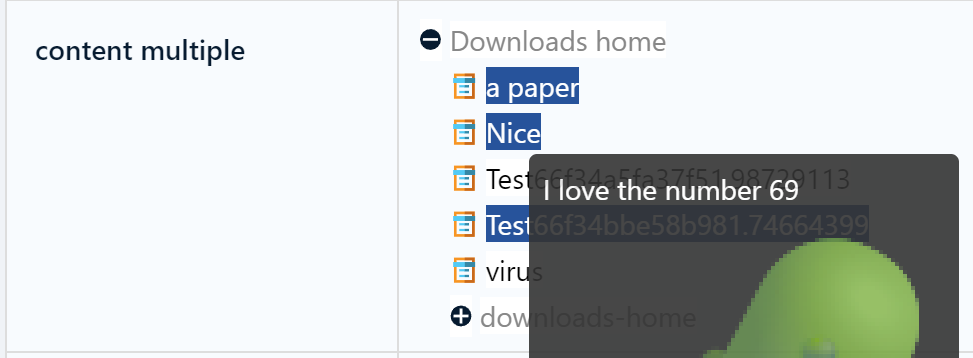 content multiple
Downloads home
a paper
Nice
Test66f34a5fa37f51.98729113
I love the number 69
Test66f34bbe58b981.74664399
virus
downloads-home